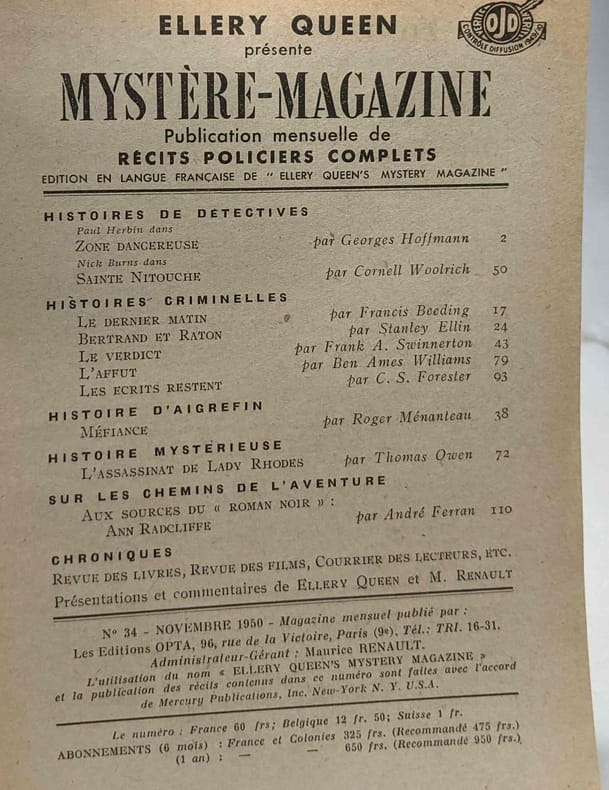 ELLERY QUEEN
OJD
CONTRÔLE DIFFUSION 1949/50
présente
MYSTÈRE-MAGAZINE
Publication mensuelle de
RÉCITS POLICIERS COMPLETS
EDITION EN LANGUE FRANÇAISE DE " ELLERY QUEEN'S MYSTERY MAGAZINE "
HISTOIRES DE DÉTECTIVES
Paul Herbin dans
ZONE DANGEREUSE par Georges Hoffmann 2
Nick Burns dans
SAINTE NITOUCHE par Cornell Woolrich 50
HISTOIRES CRIMINELLES
LE DERNIER MATIN par Francis Beeding 17
BERTRAND ET RATON par Stanley Ellin 24
LE VERDICT par Frank A. Swinnerton 43
L'AFFUT par Ben Ames Williams 79
LES ECRITS RESTENT par C. S. Forester 93
HISTOIRE D'AIGREFIN
MÉFIANCE par Roger Ménanteau 38
HISTOIRE MYSTÉRIEUSE
L'ASSASSINAT DE LADY RHODES par Thomas Owen 72
SUR LES CHEMINS DE L'AVENTURE
AUX SOURCES DU « ROMAN NOIR » :
ANN RADCLIFFE par André Ferran 110
CHRONIQUES
REVUE DES LIVRES, REVUE DES FILMS, COURRIER DES LECTEURS, ETC.
Présentations et commentaires de ELLERY QUEEN et M. RENAULT
N° 34 - NOVEMBRE 1950 - Magazine mensuel publié par :
Les Editions OPTA, 96, rue de la Victoire, Paris (9e). Tél.: TRI. 16-31.
Administrateur-Gérant : Maurice RENAULT.
L'utilisation du nom « ELLERY QUEEN'S MYSTERY MAGAZINE »
et la publication des récits contenus dans ce numéro sont faites avec l'accord
de Mercury Publications, Inc. New-York N. Y. U.S.A.
Le numéro : France 60 frs; Belgique 12 fr. 50; Suisse 1 fr.
ABONNEMENTS (6 mois) : France et Colonies 325 frs. (Recommandé 475 frs.)
(1 an) : — — 650 frs. (Recommandé 950 frs.)